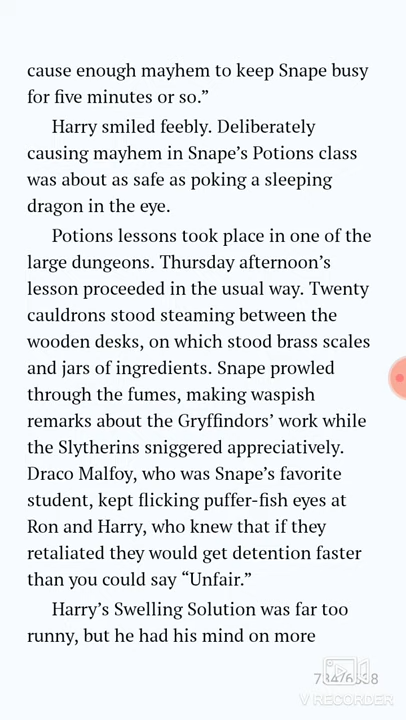 cause enough mayhem to keep Snape busy
for five minutes or so.”
Harry smiled feebly. Deliberately
causing mayhem in Snape’s Potions class
was about as safe as poking a sleeping
dragon in the eye.
Potions lessons took place in one of the
large dungeons. Thursday afternoon’s
lesson proceeded in the usual way. Twenty
cauldrons stood steaming between the
wooden desks, on which stood brass scales
and jars of ingredients. Snape prowled
through the fumes, making waspish
remarks about the Gryffindors’ work while
the Slytherins sniggered appreciatively.
Draco Malfoy, who was Snape’s favorite
student, kept flicking puffer-fish eyes at
Ron and Harry, who knew that if they
retaliated they would get detention faster
than you could say “Unfair.”
Harry’s Swelling Solution was far too
runny, but he had his mind on more
V RECORDER